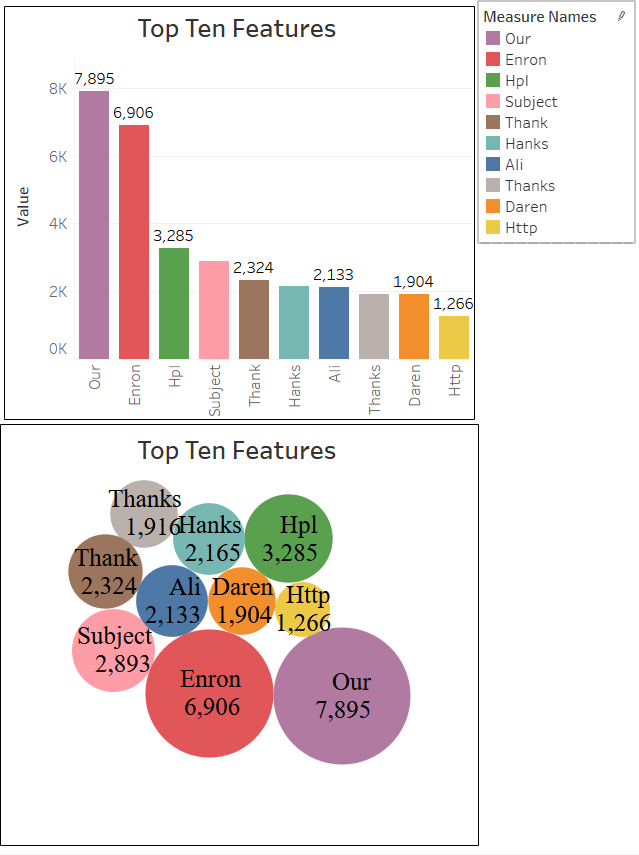 Top Ten Features
7,895
6,906
3,285
2,324
2,133
1,904
1,266
8K
6K
4K
2K
0K
Value
Our
Enron
Hpl
Subject
Thank
Hanks
Ali
Thanks
Daren
Http
Measure Names
Our
Enron
Hpl
Subject
Thank
Hanks
Ali
Thanks
Daren
Http
Top Ten Features
Thanks
1,916
Hanks
2,165
Hpl
3,285
Thank
2,324
Ali
2,133
Daren
1,904
Http
1,266
Subject
2,893
Enron
6,906
Our
7,895